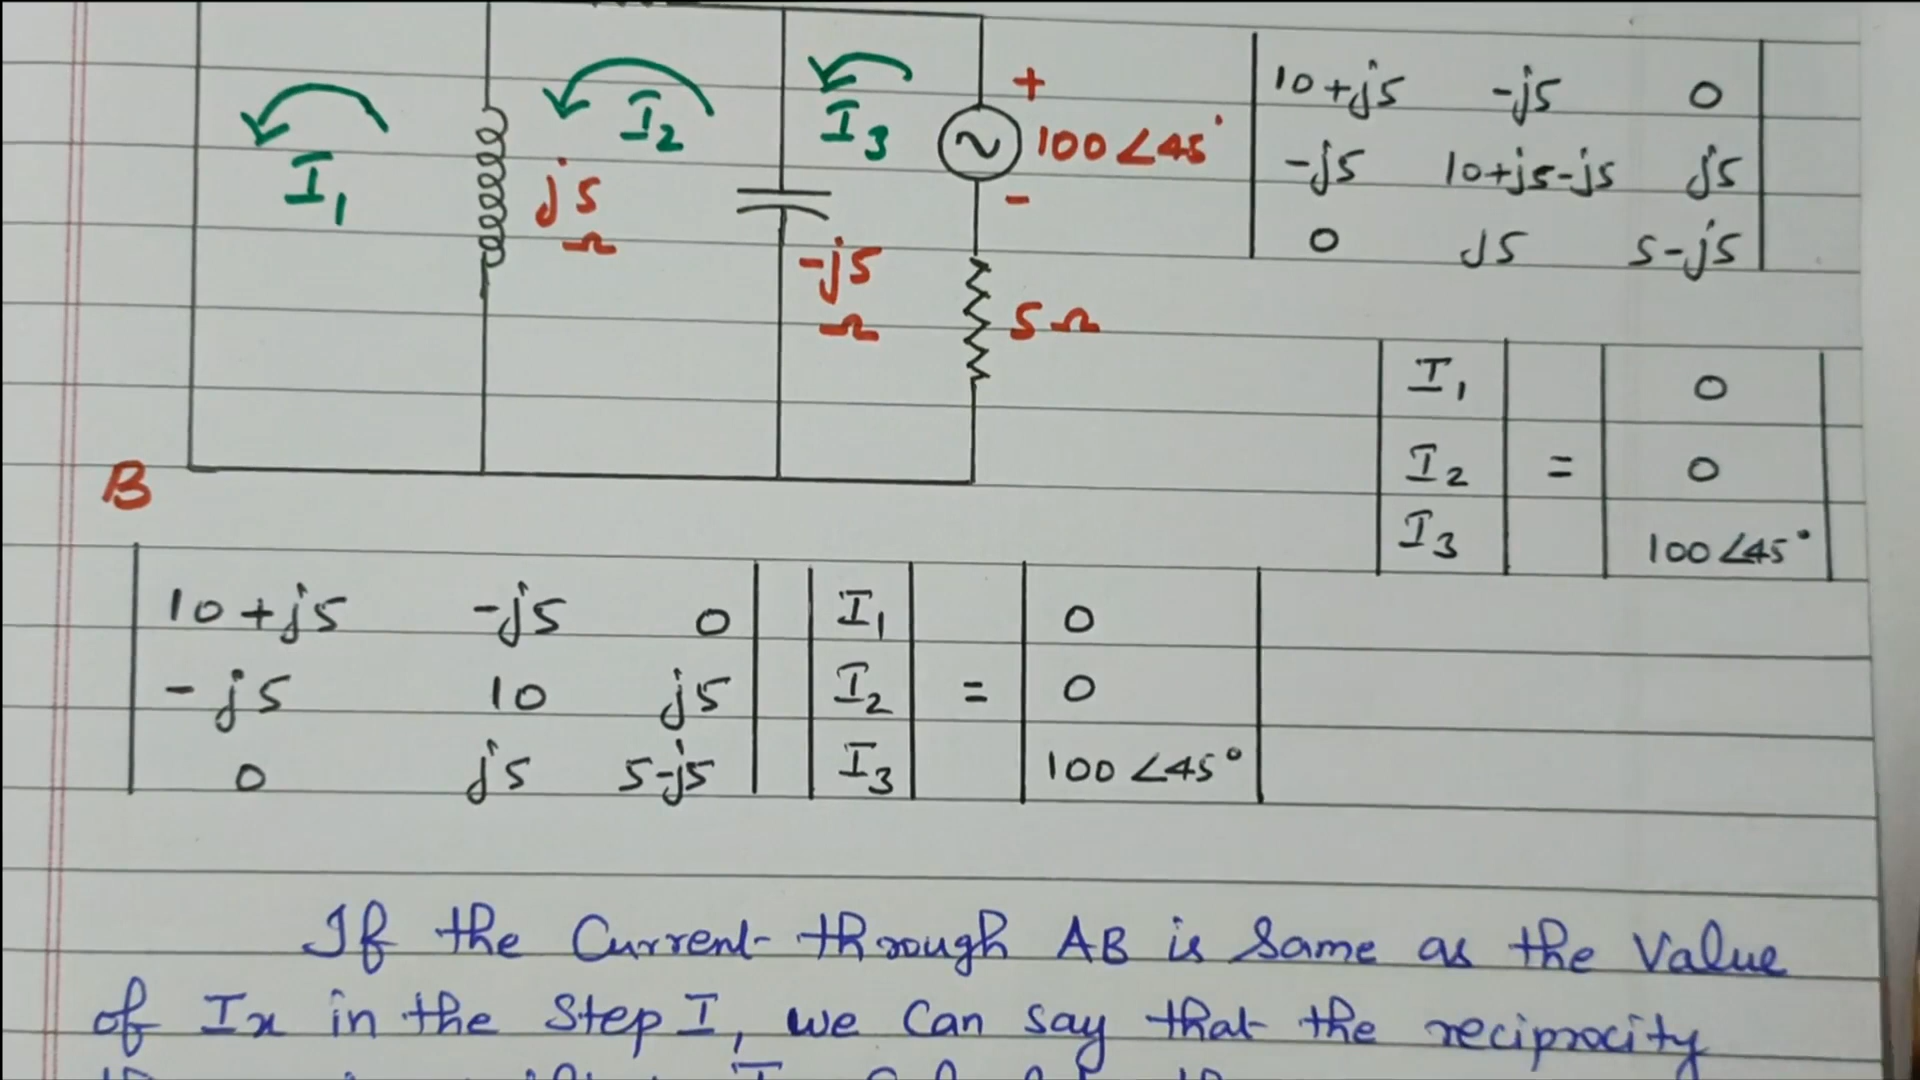 I1
j5
Ω
I2
-j5
Ω
I3
+
100∠45°
-
5Ω
B
10+j5 -j5 0
-j5 10+j5-j5 j5
0 j5 5-j5
I1 0
I2 = 0
I3 100∠45°
10+j5 -j5 0 I1 0
-j5 10 j5 I2 = 0
0 j5 5-j5 I3 100∠45°
If the Current through AB is Same as the Value
of Ix in the Step I, we Can say that the reciprocity